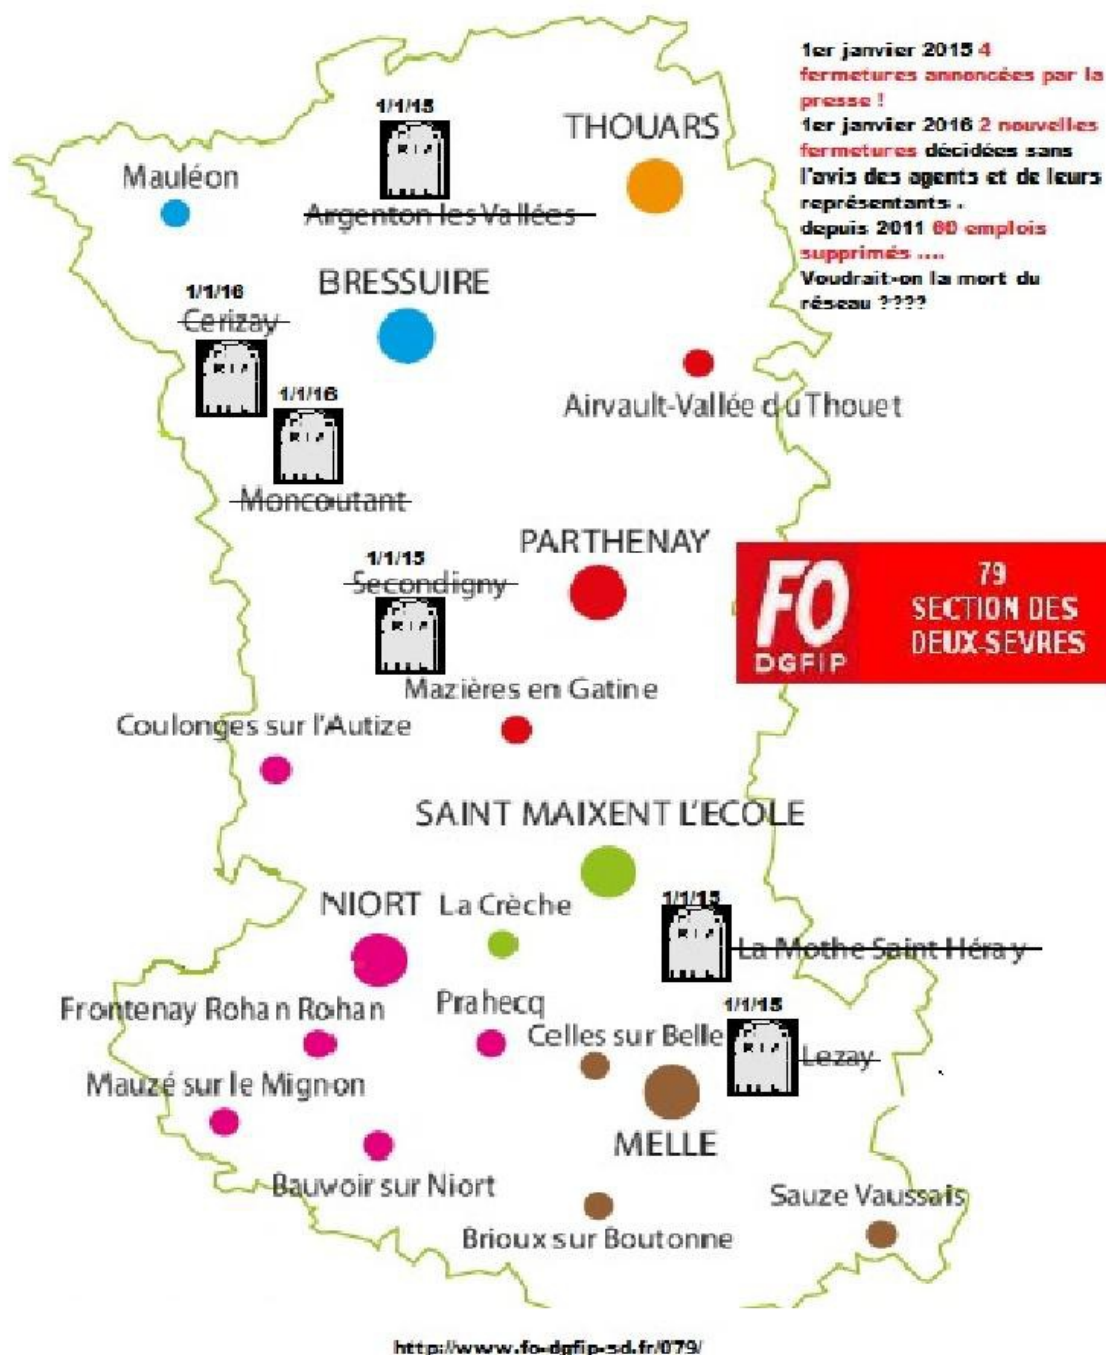 1er janvier 2015 4
fermetures annoncées par la
presse !
1er janvier 2016 2 nouvelles
fermetures décidées sans
l'avis des agents et de leurs
représentants .
depuis 2011 60 emplois
supprimés ....
Voudrait-on la mort du
réseau ????
1/1/15
THOUARS
Mauléon
Argenton les Vallées
BRESSUIRE
1/1/16
Cerizay
RIP
1/1/16
Airvault-Vallée du Thouet
RIP
Moncoutant
PARTHENAY
1/1/15
Secondigny
RIP
FO
DGFIP
79
SECTION DES
DEUX-SEVRES
Mazières en Gatine
Coulonges sur l'Autize
SAINT MAIXENT L'ECOLE
NIORT
La Crèche
1/1/15
RIP
La Mothe Saint Héray
Frontenay Rohan Rohan
Prahecq
1/1/15
Celles sur Belle
RIP
Lezay
Mauzé sur le Mignon
MELLE
Bauvoir sur Niort
Sauze Vaussais
Brioux sur Boutonne
http://www.fo-dgfip-sd.fr/079/